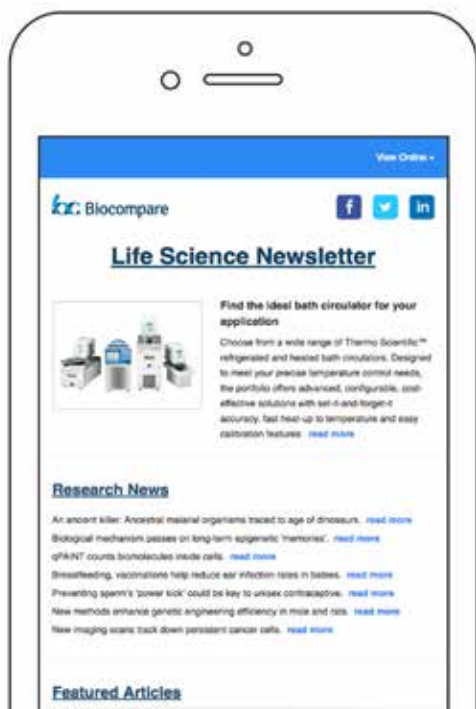 View Online
bc Biocompare
f in
Life Science Newsletter
Find the ideal bath circulator for your
application
Choose from a wide range of Thermo Scientific™
refrigerated and heated bath circulators. Designed
to meet your precise temperature control needs,
the portfolio offers advanced, configurable, cost-
effective solutions with set-it-and-forget-it
accuracy, fast heat-up to temperature and easy
calibration features. read more
Research News
An ancient killer: Ancestral malarial organisms traced to age of dinosaurs. read more
Biological mechanism passes on long-term epigenetic 'memories'. read more
qPAINT counts biomolecules inside cells. read more
Breastfeeding, vaccinations help reduce ear infection rates in babies. read more
Preventing sperm's 'power kick' could be key to unisex contraceptive. read more
New methods enhance genetic engineering efficiency in mice and rats. read more
New imaging scans track down persistent cancer cells. read more
Featured Articles